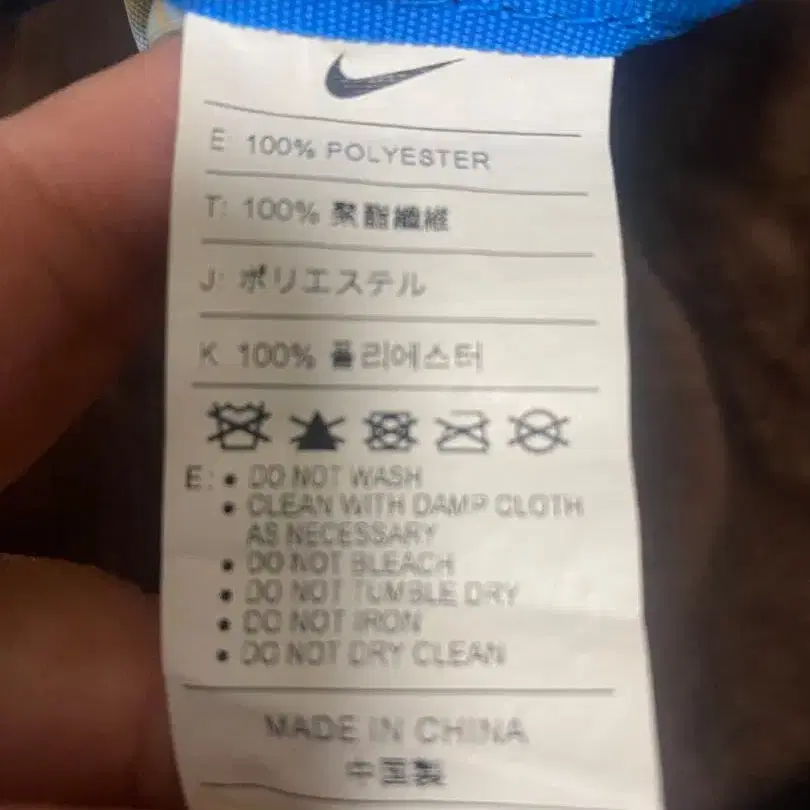 E: 100% POLYESTER
T: 100% 聚酯纖維
J: ポリエステル
K 100% 폴리에스터
E: • DO NOT WASH
• CLEAN WITH DAMP CLOTH
AS NECESSARY
• DO NOT BLEACH
• DO NOT TUMBLE DRY
• DO NOT IRON
• DO NOT DRY CLEAN
MADE IN CHINA
中国製